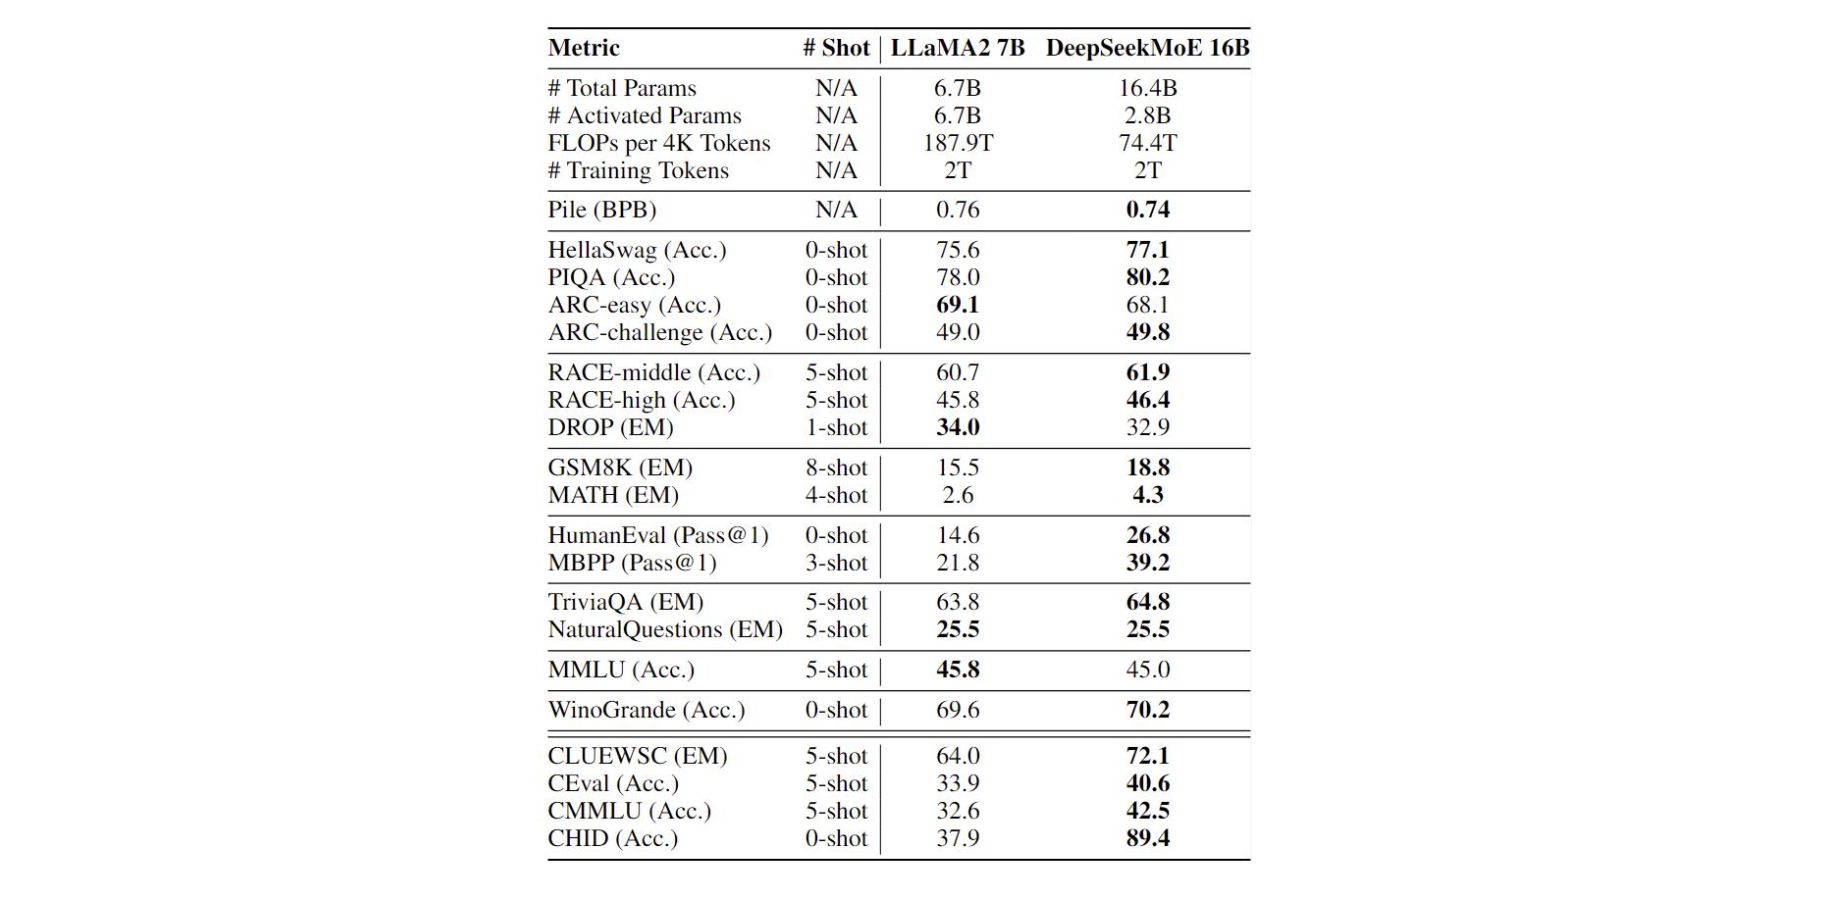 Metric # Shot LLaMA2 7B DeepSeekMoE 16B
# Total Params N/A 6.7B 16.4B
# Activated Params N/A 6.7B 2.8B
FLOPs per 4K Tokens N/A 187.9T 74.4T
# Training Tokens N/A 2T 2T
Pile (BPB) N/A 0.76 0.74
HellaSwag (Acc.) 0-shot 75.6 77.1
PIQA (Acc.) 0-shot 78.0 80.2
ARC-easy (Acc.) 0-shot 69.1 68.1
ARC-challenge (Acc.) 0-shot 49.0 49.8
RACE-middle (Acc.) 5-shot 60.7 61.9
RACE-high (Acc.) 5-shot 45.8 46.4
DROP (EM) 1-shot 34.0 32.9
GSM8K (EM) 8-shot 15.5 18.8
MATH (EM) 4-shot 2.6 4.3
HumanEval (Pass@1) 0-shot 14.6 26.8
MBPP (Pass@1) 3-shot 21.8 39.2
TriviaQA (EM) 5-shot 63.8 64.8
NaturalQuestions (EM) 5-shot 25.5 25.5
MMLU (Acc.) 5-shot 45.8 45.0
WinoGrande (Acc.) 0-shot 69.6 70.2
CLUEWSC (EM) 5-shot 64.0 72.1
CEval (Acc.) 5-shot 33.9 40.6
CMMLU (Acc.) 5-shot 32.6 42.5
CHID (Acc.) 0-shot 37.9 89.4